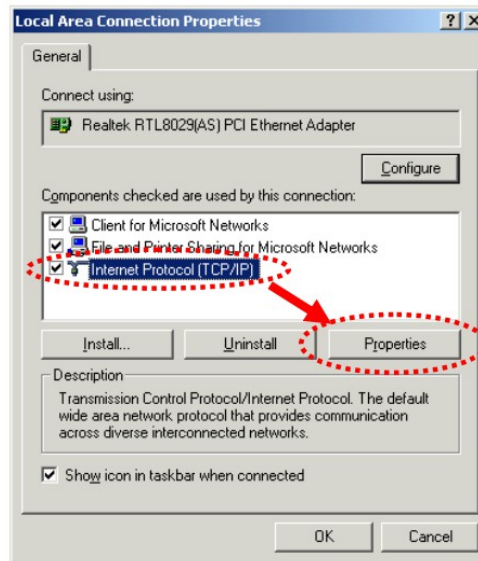 Local Area Connection Properties
General
Connect using:
Realtek RTL8029(AS) PCI Ethernet Adapter
Configure
Components checked are used by this connection:
Client for Microsoft Networks
File and Printer Sharing for Microsoft Networks
Internet Protocol (TCP/IP)
Install... Uninstall Properties
Description
Transmission Control Protocol/Internet Protocol. The default
wide area network protocol that provides communication
across diverse interconnected networks.
Show icon in taskbar when connected
OK Cancel